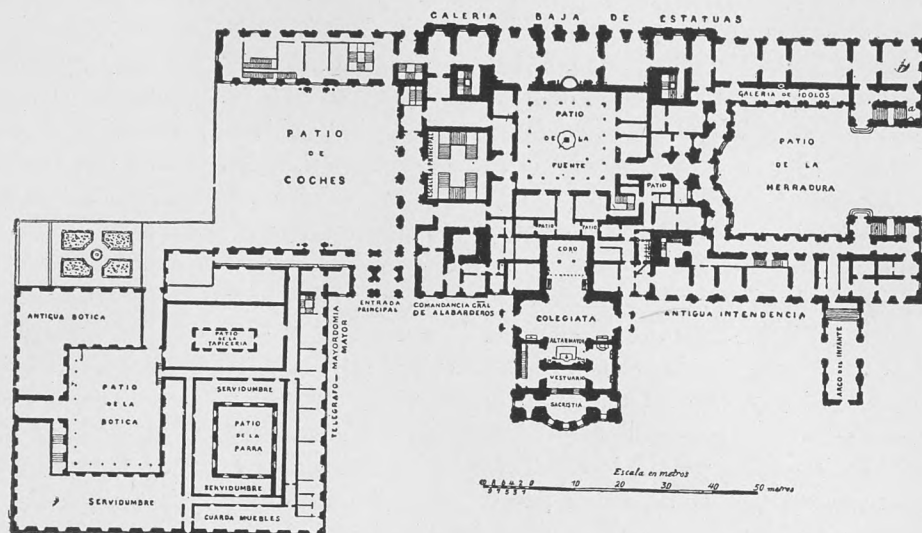 GALERIA BAJA DE ESTATUAS
GALERIA DE IDOLOS
PATIO
DE
COCHES
ESCALERA PRINCIPAL
PATIO
DE LA
FUENTE
PATIO
PATIO
DE LA
HERRADURA
PATIO
PATIO
CORO
ENTRADA
PRINCIPAL
COMANDANCIA GRAL
DE ALABARDEROS
COLEGIATA
ANTIGUA INTENDENCIA
ANTIGUA BOTICA
PATIO
DE LA
TAPICERIA
TELEGRAFO - MAYORDOMIA
MAYOR
ALTAR MAYOR
VESTUARIO
SACRISTIA
ARCO DEL INFANTE
PATIO
DE LA
BOTICA
SERVIDUMBRE
PATIO
DE LA
PARRA
SERVIDUMBRE
SERVIDUMBRE
GUARDA MUEBLES
Escala en metros
10 20 30 40 50 metros